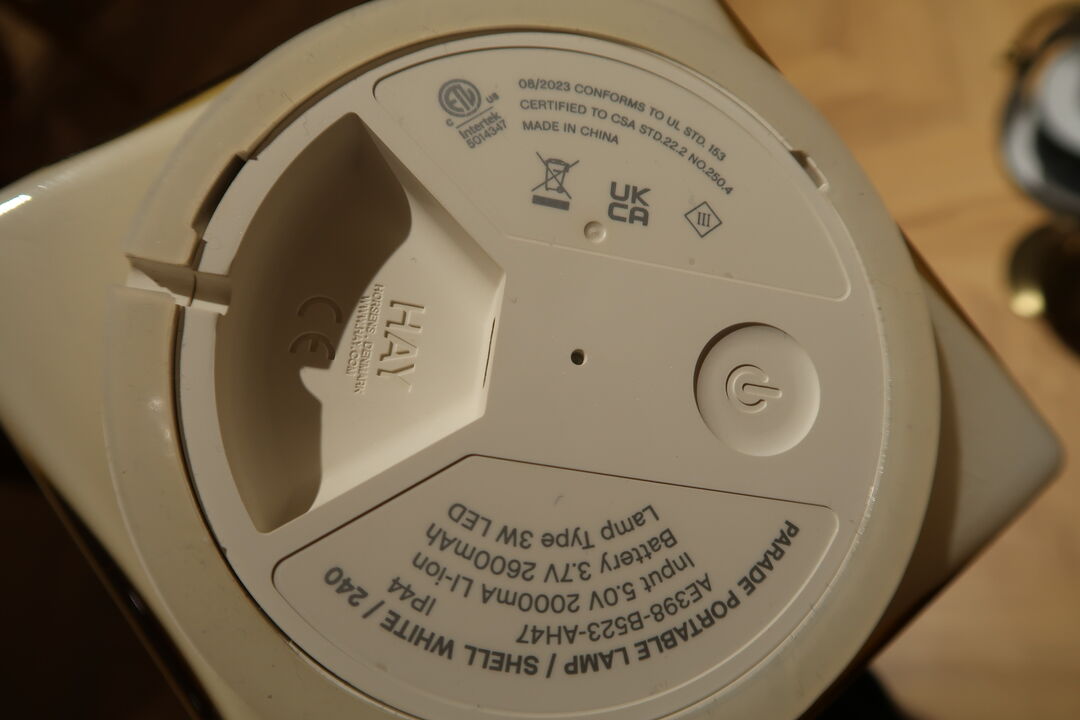 ETL
C US
Intertek
5014347
08/2023 CONFORMS TO UL STD. 153
CERTIFIED TO CSA STD.22.2 NO.250.4
MADE IN CHINA
UK
CA
III
HAY
HORSENS, DENMARK
WWW.HAY.COM
CE
PARADE PORTABLE LAMP / SHELL WHITE / 240
AE398-B523-AH47
IP44
Input 5.0V 2000mA LI-ion
Battery 3.7V 2600mAh
Lamp Type 3W LED